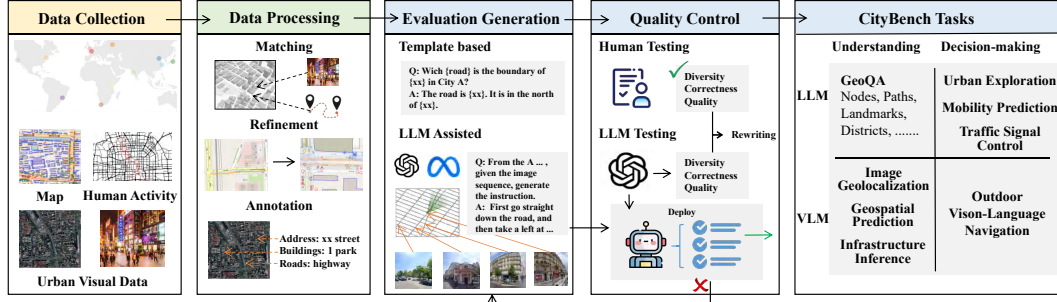 Data Collection
Map
Human Activity
Urban Visual Data
Data Processing
Matching
Refinement
Annotation
Address: xx street
Buildings: 1 park
Roads: highway
Evaluation Generation
Template based
Q: Wich {road} is the boundary of
{xx} in City A?
A: The road is {xx}. It is in the north
of {xx}.
LLM Assisted
Q: From the A ... ,
given the image
sequence, generate
the instruction.
A: First go straight
down the road, and
then take a left at ...
Quality Control
Human Testing
Diversity
Correctness
Quality
Rewriting
LLM Testing
Diversity
Correctness
Quality
Deploy
CityBench Tasks
Understanding
Decision-making
LLM
GeoQA
Nodes, Paths,
Landmarks,
Districts, .......
Urban Exploration
Mobility Prediction
Traffic Signal
Control
VLM
Image
Geolocalization
Geospatial
Prediction
Infrastructure
Inference
Outdoor
Vison-Language
Navigation